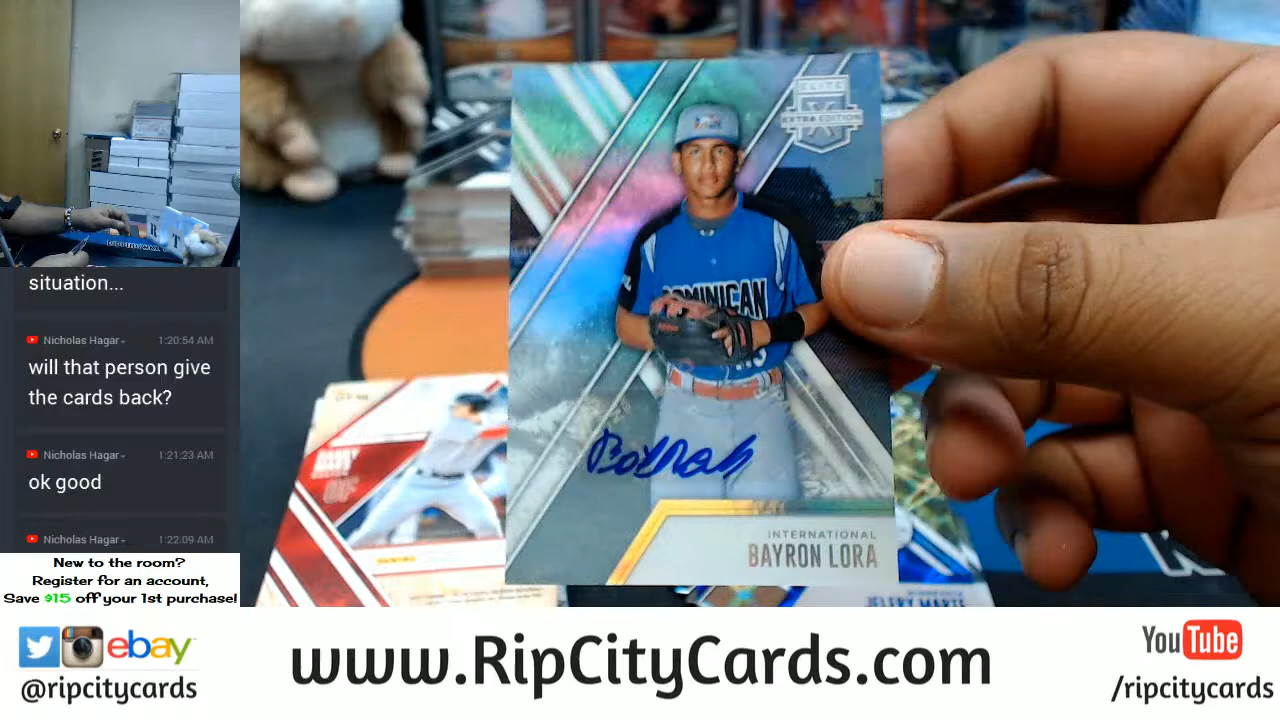 situation...
Nicholas Hagar
1:20:54 AM
will that person give
the cards back?
Nicholas Hagar
1:21:23 AM
ok good
Nicholas Hagar
1:22:09 AM
New to the room?
Register for an account,
Save $15 off your 1st purchase!
ELITE
X
EXTRA EDITION
DOMINICAN
INTERNATIONAL
BAYRON LORA
@ripcitycards
ebay
www.RipCityCards.com
YouTube
/ripcitycards